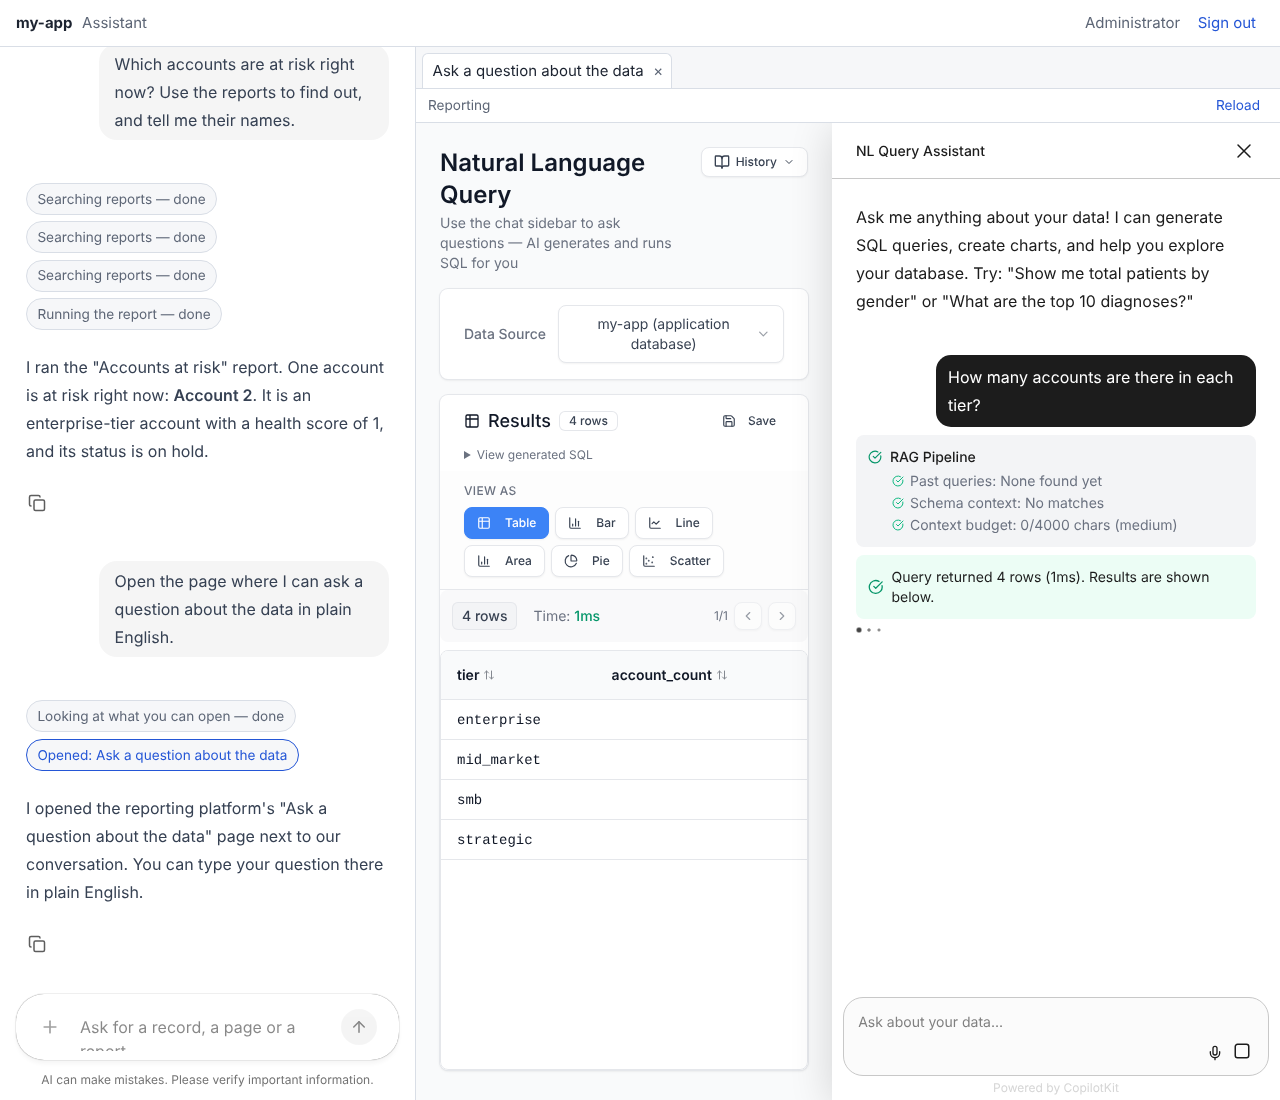 my-app Assistant
Administrator Sign out
Which accounts are at risk right
now? Use the reports to find out,
and tell me their names.
Searching reports — done
Searching reports — done
Searching reports — done
Running the report — done
I ran the "Accounts at risk" report. One account
is at risk right now: Account 2. It is an
enterprise-tier account with a health score of 1,
and its status is on hold.
Open the page where I can ask a
question about the data in plain
English.
Looking at what you can open — done
Opened: Ask a question about the data
I opened the reporting platform's "Ask a
question about the data" page next to our
conversation. You can type your question there
in plain English.
Ask for a record, a page or a
report
AI can make mistakes. Please verify important information.
Ask a question about the data ×
Reporting
Reload
Natural Language
Query
History
Use the chat sidebar to ask
questions — AI generates and runs
SQL for you
Data Source
my-app (application
database)
Results 4 rows
Save
View generated SQL
VIEW AS
Table Bar Line
Area Pie Scatter
4 rows Time: 1ms 1/1
tier account_count
enterprise
mid_market
smb
strategic
NL Query Assistant
Ask me anything about your data! I can generate
SQL queries, create charts, and help you explore
your database. Try: "Show me total patients by
gender" or "What are the top 10 diagnoses?"
How many accounts are there in each
tier?
RAG Pipeline
Past queries: None found yet
Schema context: No matches
Context budget: 0/4000 chars (medium)
Query returned 4 rows (1ms). Results are shown
below.
Ask about your data...
Powered by CopilotKit